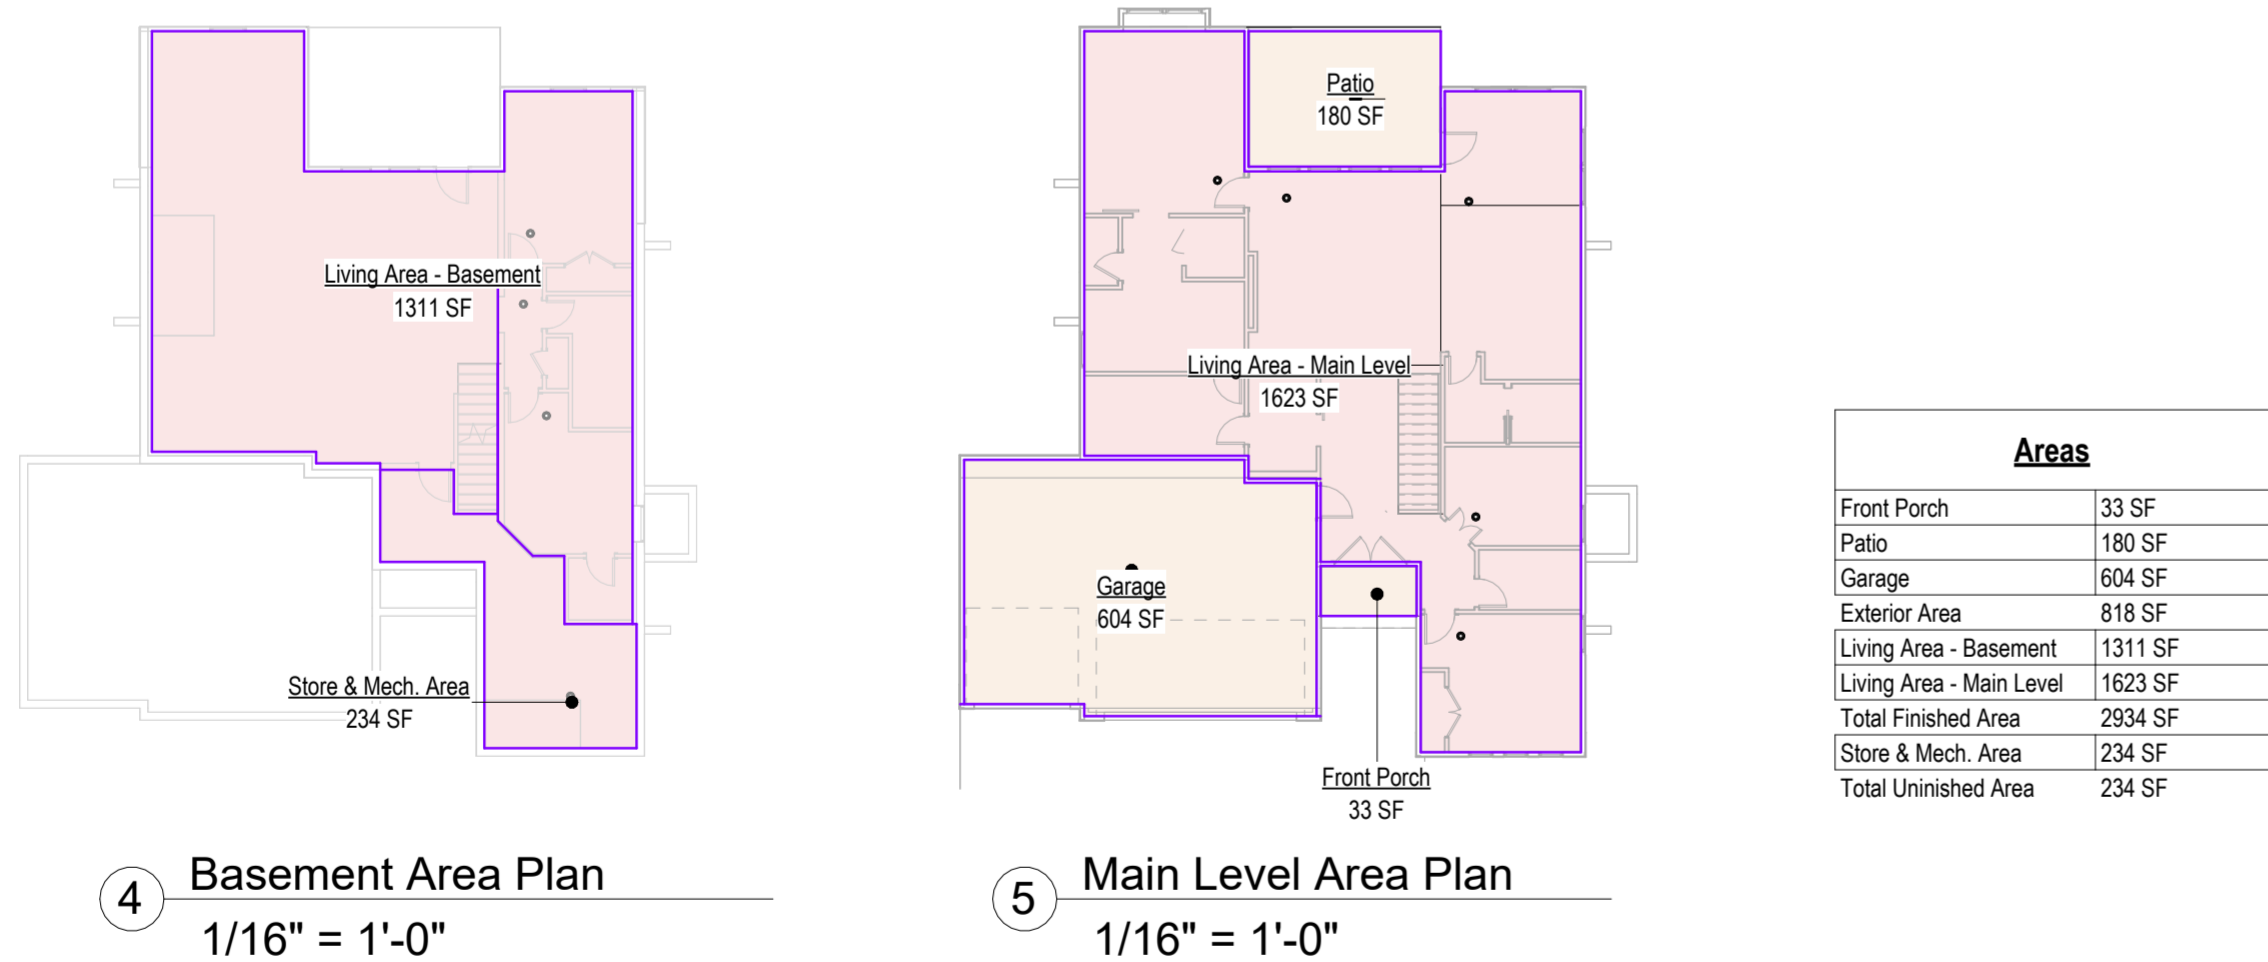 Living Area - Basement
1311 SF
Store & Mech. Area
234 SF
4
Basement Area Plan
1/16" = 1'-0"
Patio
180 SF
Living Area - Main Level
1623 SF
Garage
604 SF
Front Porch
33 SF
5
Main Level Area Plan
1/16" = 1'-0"
Areas
Front Porch 33 SF
Patio 180 SF
Garage 604 SF
Exterior Area 818 SF
Living Area - Basement 1311 SF
Living Area - Main Level 1623 SF
Total Finished Area 2934 SF
Store & Mech. Area 234 SF
Total Uninished Area 234 SF